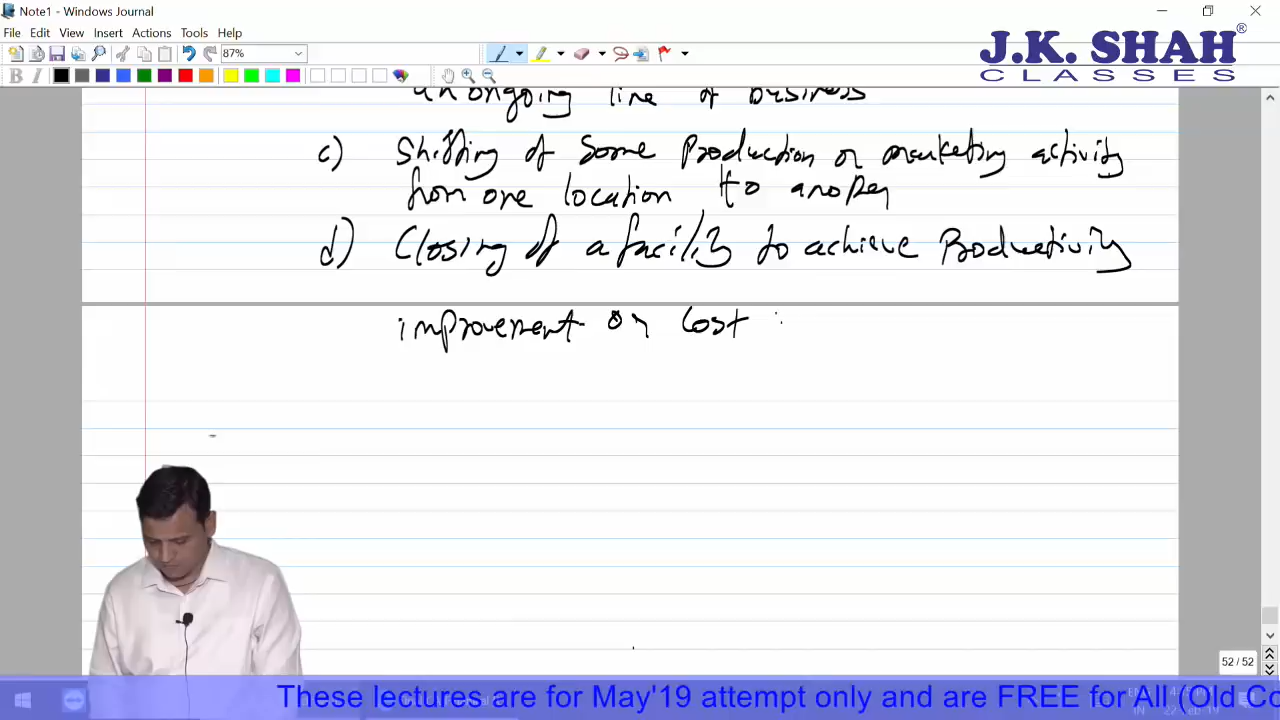 Note1 - Windows Journal
File Edit View Insert Actions Tools Help
87%
J.K. SHAH®
CLASSES
an ongoing line of business
c) Shifting of some production or marketing activity
from one location to another
d) Closing of a facility to achieve Productivity
improvement or Cost
52 / 52
These lectures are for May'19 attempt only and are FREE for All (Old Co